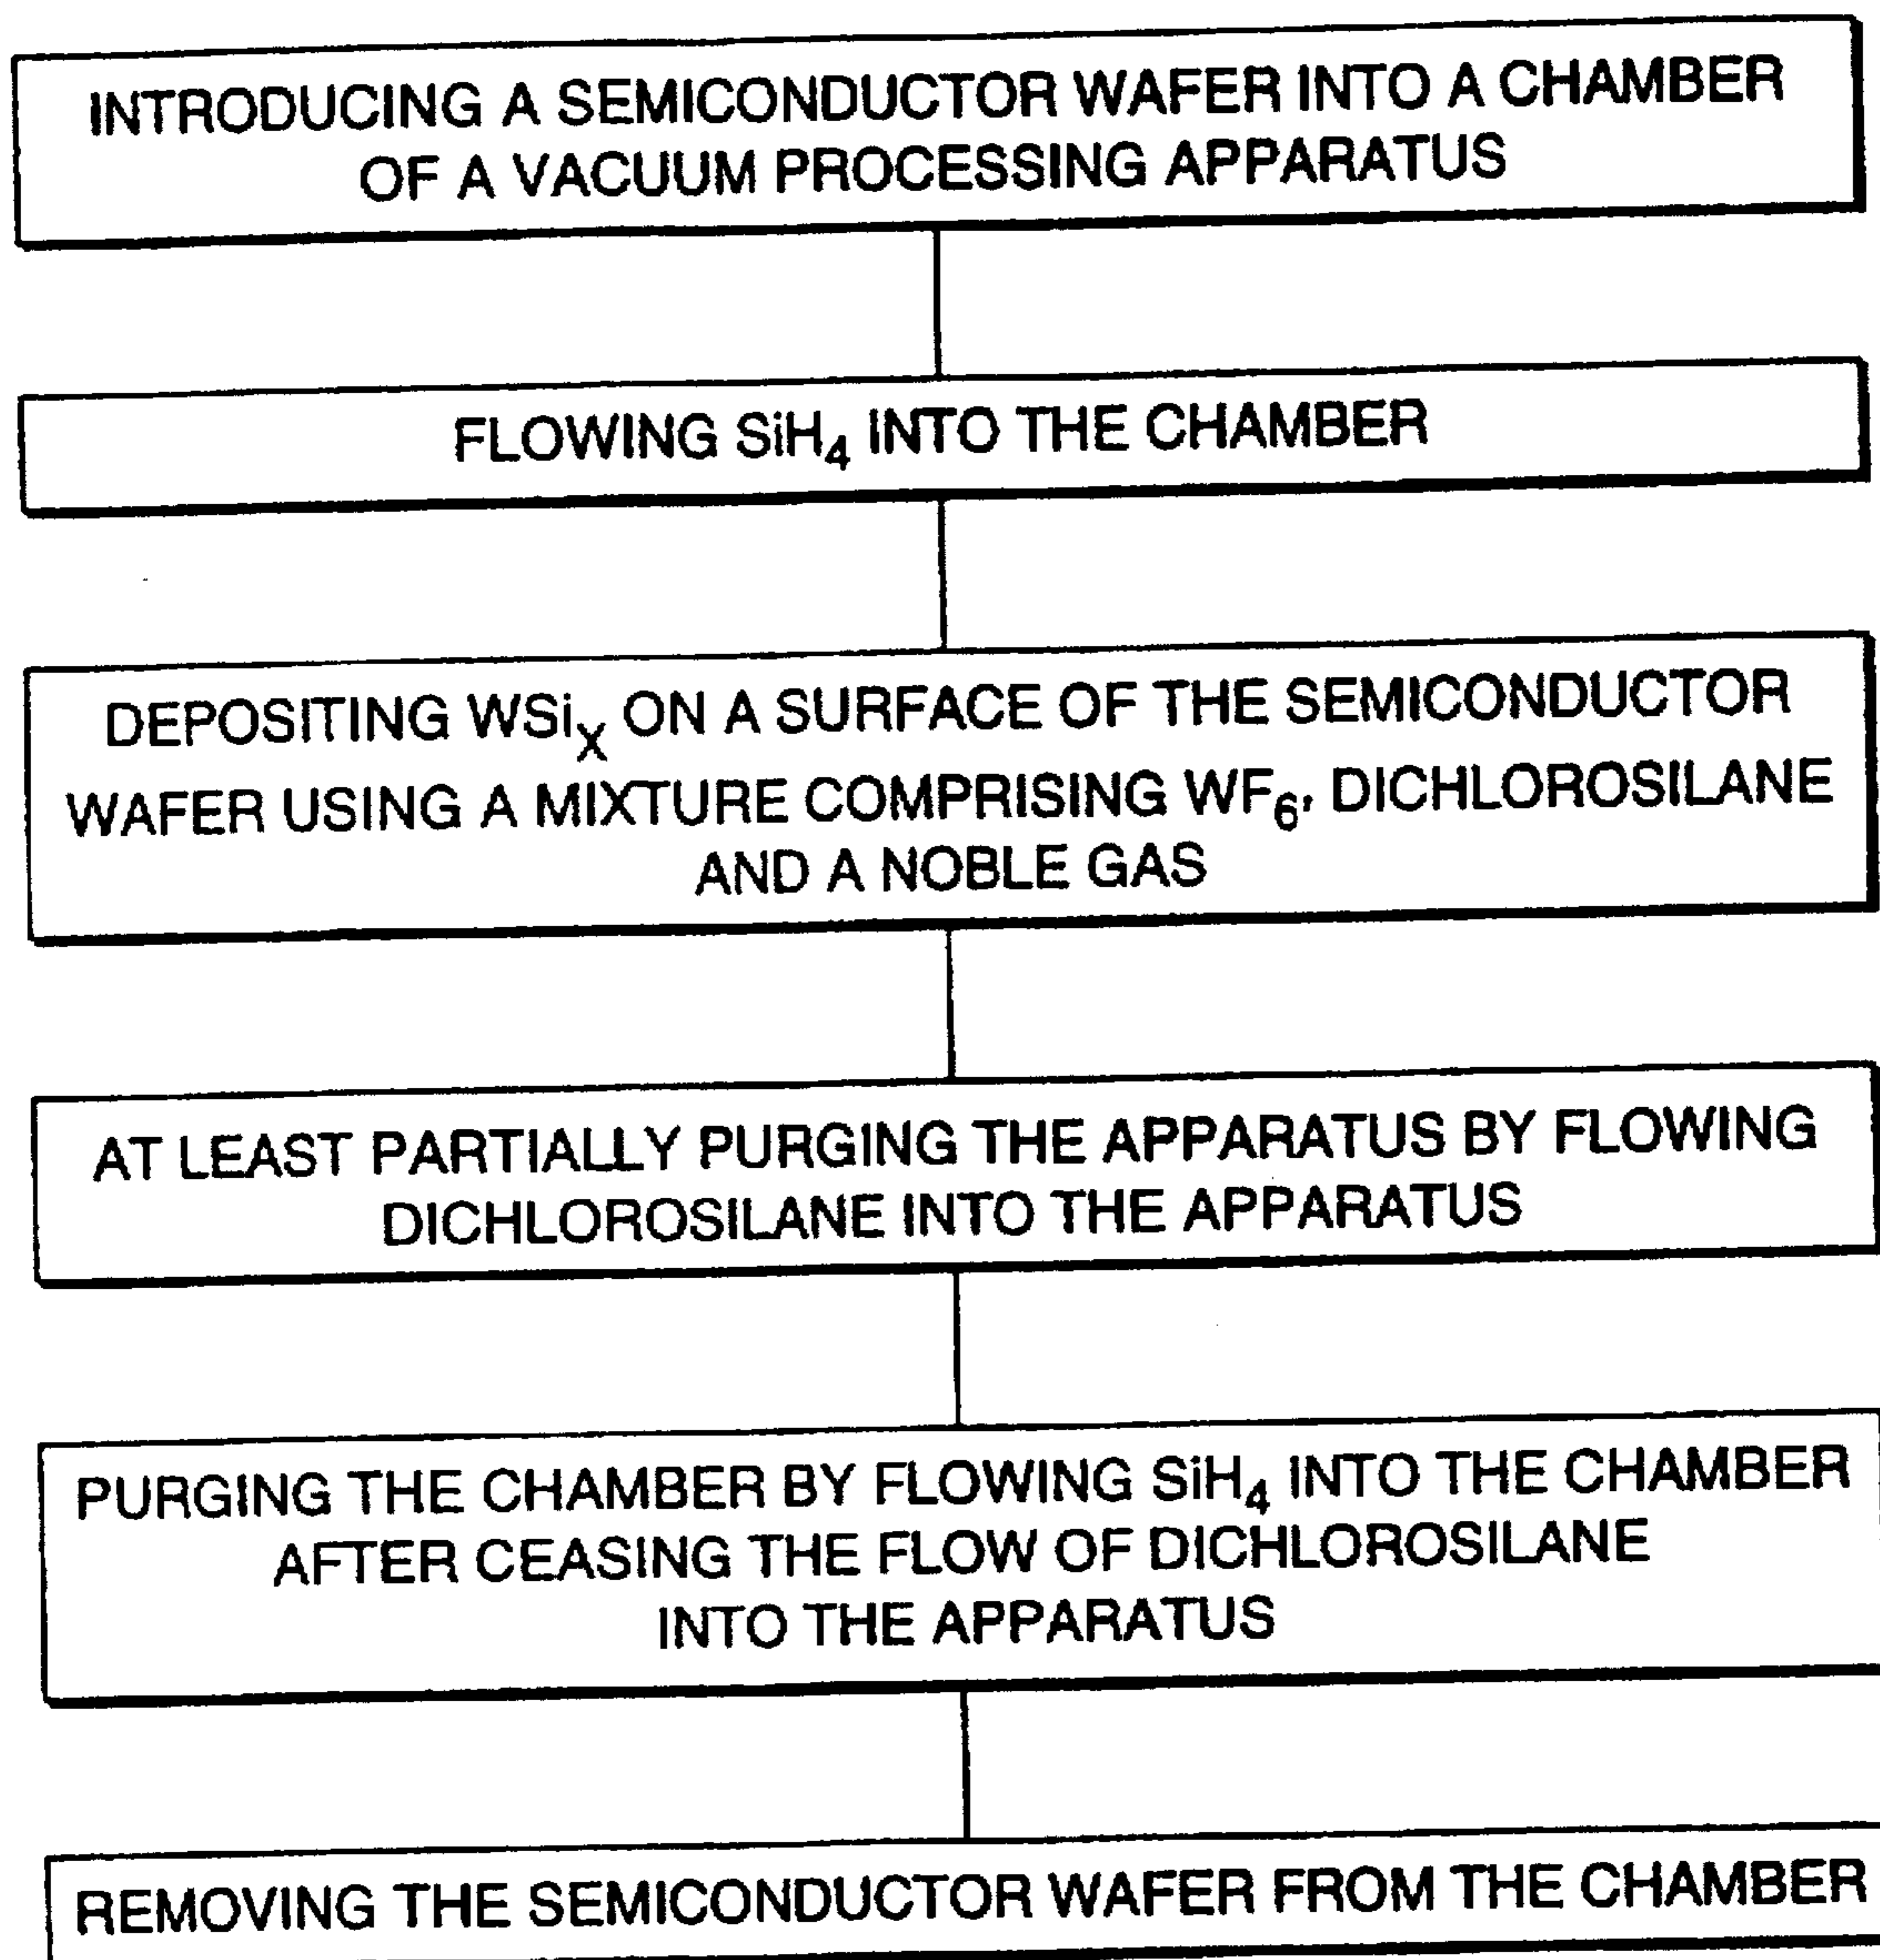 INTRODUCING A SEMICONDUCTOR WAFER INTO A CHAMBER
OF A VACUUM PROCESSING APPARATUS
FLOWING SiH₄ INTO THE CHAMBER
DEPOSITING WSiₓ ON A SURFACE OF THE SEMICONDUCTOR
WAFER USING A MIXTURE COMPRISING WF₆, DICHLOROSILANE
AND A NOBLE GAS
AT LEAST PARTIALLY PURGING THE APPARATUS BY FLOWING
DICHLOROSILANE INTO THE APPARATUS
PURGING THE CHAMBER BY FLOWING SiH₄ INTO THE CHAMBER
AFTER CEASING THE FLOW OF DICHLOROSILANE
INTO THE APPARATUS
REMOVING THE SEMICONDUCTOR WAFER FROM THE CHAMBER